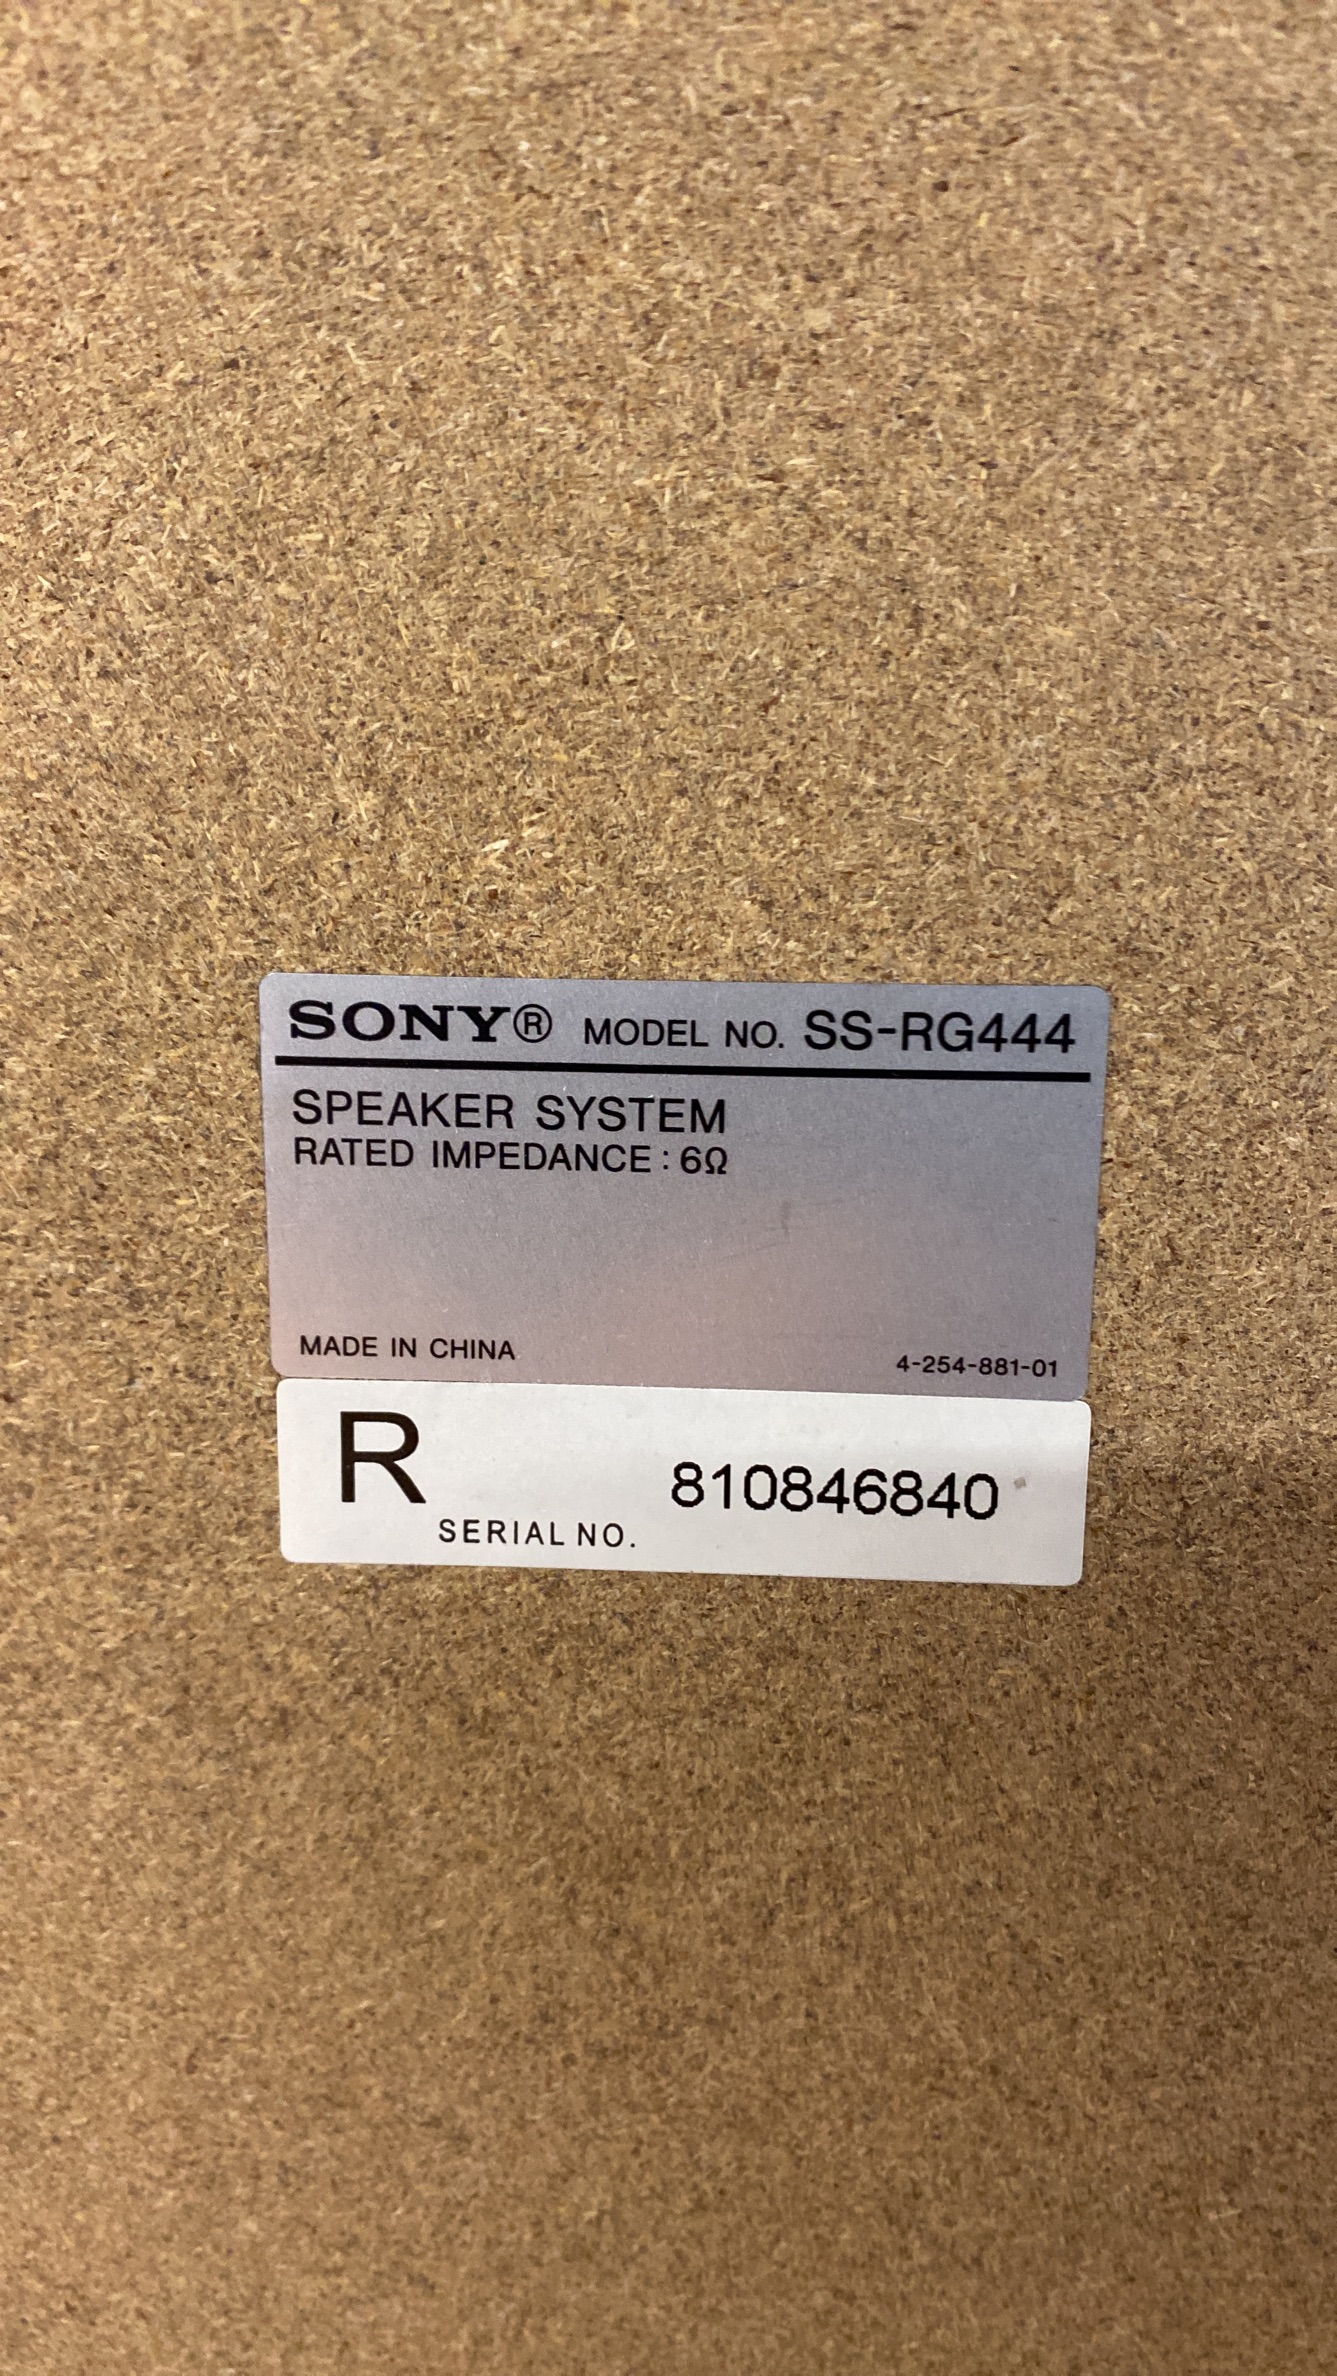 SONY® MODEL NO. SS-RG444
SPEAKER SYSTEM
RATED IMPEDANCE : 6Ω
MADE IN CHINA
4-254-881-01
R
SERIAL NO. 810846840